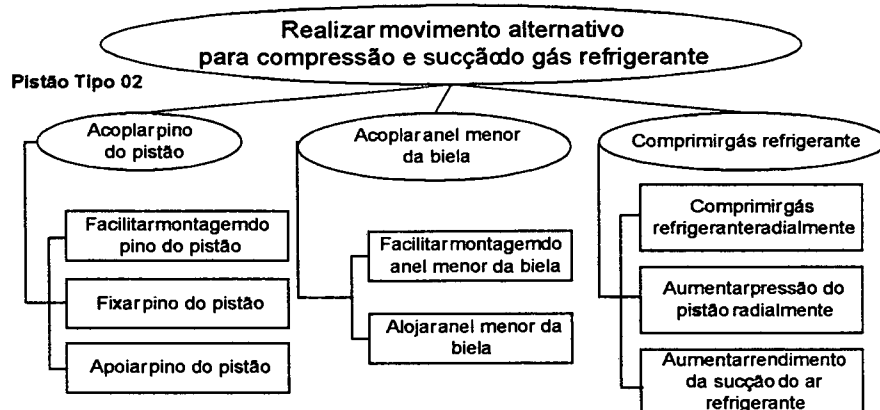 Realizar movimento alternativo
para compressão e sucçãodo gás refrigerante
Pistão Tipo 02
Acoplarpino
do pistão
Acoplaranel menor
da biela
Comprimirgás refrigerante
Facilitarmontagemdo
pino do pistão
Fixarpino do pistão
Apoiarpino do pistão
Facilitarmontagemdo
anel menor da biela
Alojaranel menor da
biela
Comprimirgás
refrigeranteradialmente
Aumentarpressão do
pistão radialmente
Aumentarrendimento
da sucção do ar
refrigerante